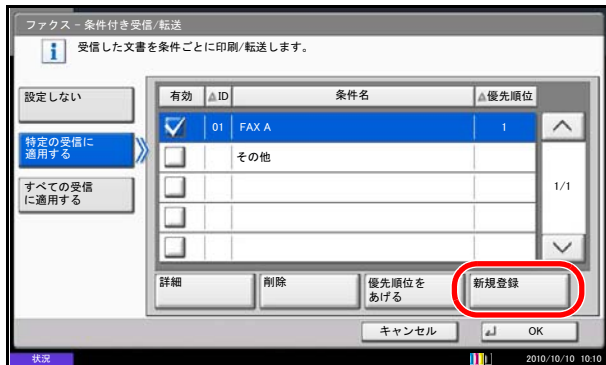 ファクス - 条件付き受信/転送
受信した文書を条件ごとに印刷/転送します。
設定しない
特定の受信に
適用する
すべての受信
に適用する
有効 ID 条件名 優先順位
01 FAX A 1
その他
1/1
詳細 削除 優先順位を
あげる 新規登録
キャンセル OK
状況 2010/10/10 10:10